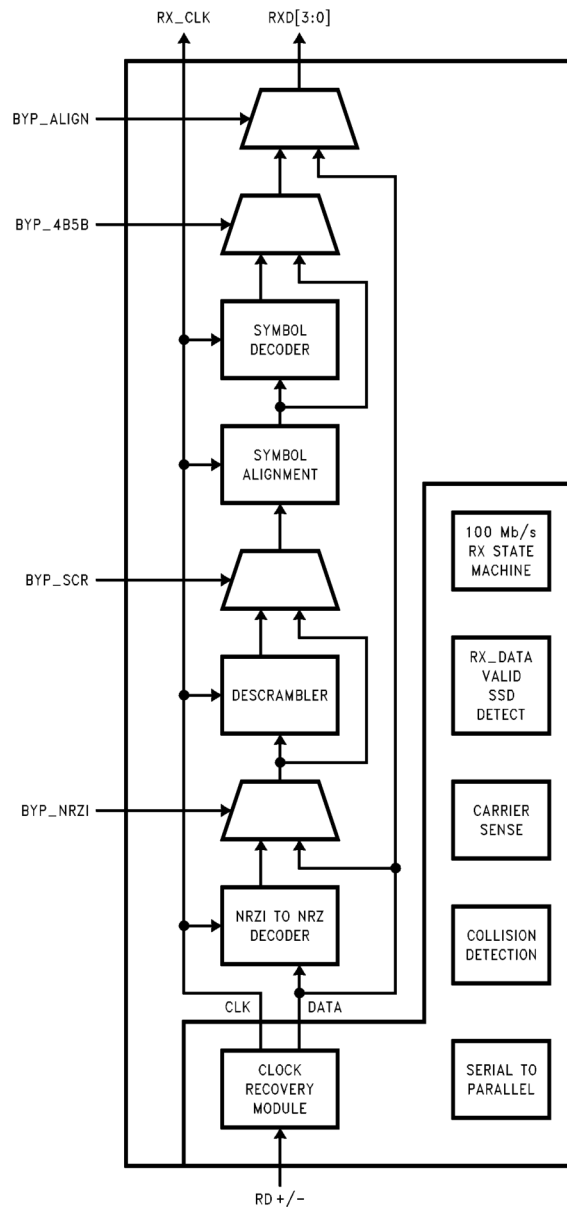 RX_CLK
RXD[3:0]
BYP_ALIGN
BYP_4B5B
SYMBOL
DECODER
SYMBOL
ALIGNMENT
100 Mb/s
RX STATE
MACHINE
BYP_SCR
RX_DATA
VALID
SSD
DETECT
DESCRAMBLER
BYP_NRZI
CARRIER
SENSE
NRZI TO NRZ
DECODER
COLLISION
DETECTION
CLK
DATA
CLOCK
RECOVERY
MODULE
SERIAL TO
PARALLEL
RD +/-